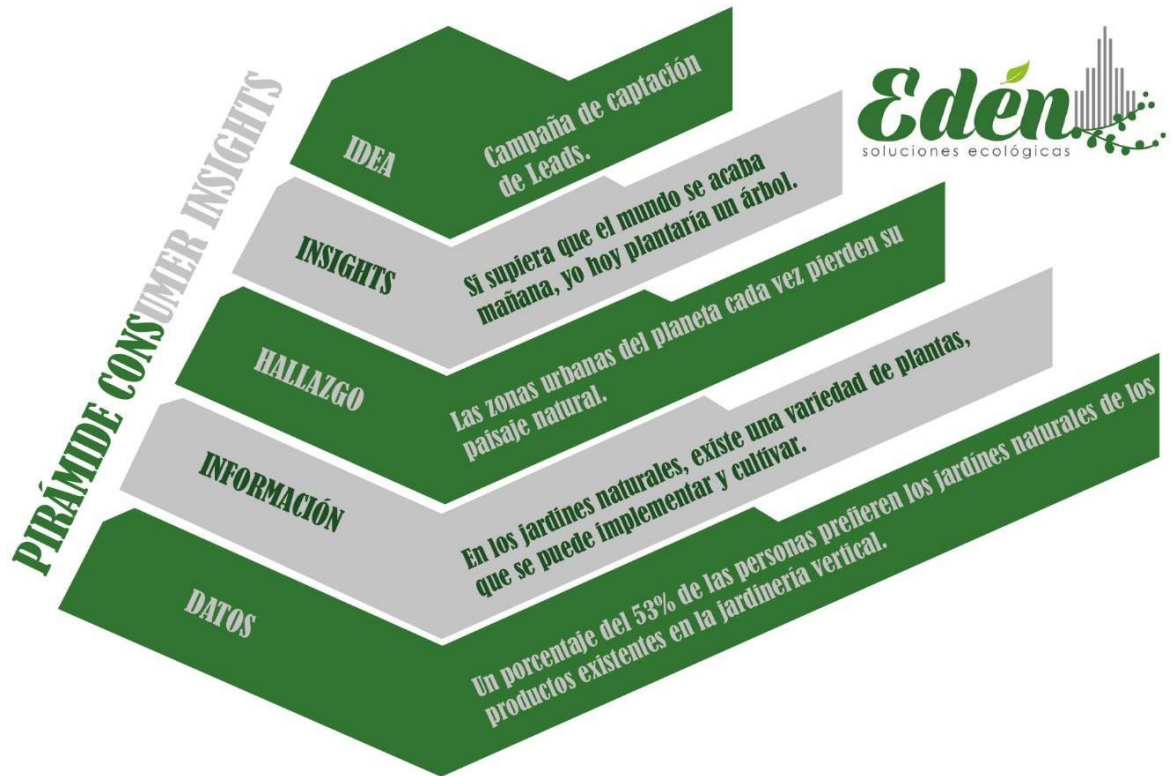 PIRÁMIDE CONSUMER INSIGHTS
Edén
soluciones ecológicas
IDEA
Campaña de captación
de Leads.
INSIGHTS
Si supiera que el mundo se acaba
mañana, yo hoy plantaría un árbol.
HALLAZGO
Las zonas urbanas del planeta cada vez pierden su
paisaje natural.
INFORMACIÓN
En los jardines naturales, existe una variedad de plantas,
que se puede implementar y cultivar.
DATOS
Un porcentaje del 53% de las personas prefieren los jardines naturales de los
productos existentes en la jardinería vertical.